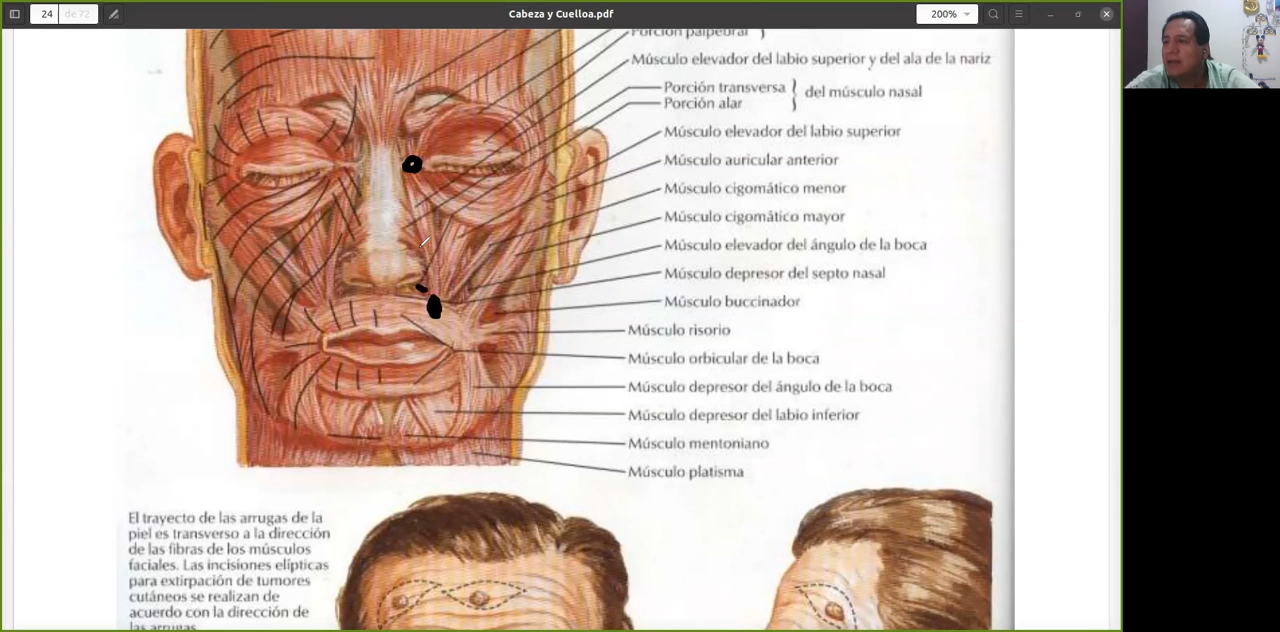 24 de 72
Cabeza y Cuelloa.pdf
200%
Porción palpebral
Músculo elevador del labio superior y del ala de la nariz
Porción transversa
Porción alar
del músculo nasal
Músculo elevador del labio superior
Músculo auricular anterior
Músculo cigomático menor
Músculo cigomático mayor
Músculo elevador del ángulo de la boca
Músculo depresor del septo nasal
Músculo buccinador
Músculo risorio
Músculo orbicular de la boca
Músculo depresor del ángulo de la boca
Músculo depresor del labio inferior
Músculo mentoniano
Músculo platisma
El trayecto de las arrugas de la
piel es transverso a la dirección
de las fibras de los músculos
faciales. Las incisiones elípticas
para extirpación de tumores
cutáneos se realizan de
acuerdo con la dirección de
las arrugas.